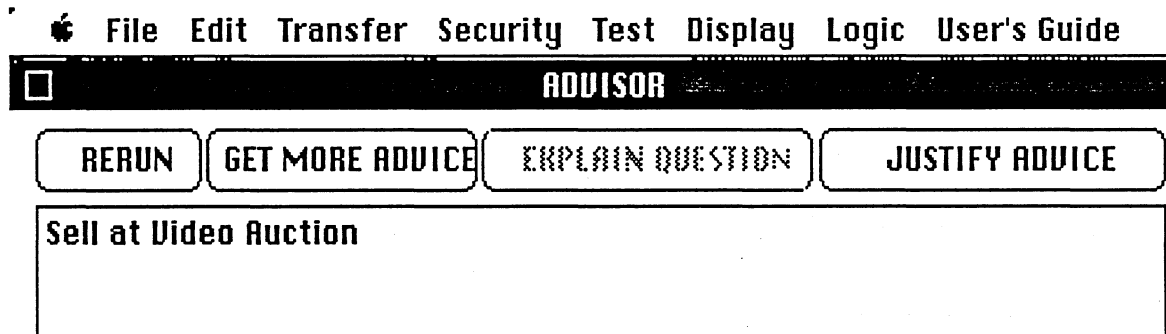 File Edit Transfer Security Test Display Logic User's Guide
ADVISOR
RERUN GET MORE ADVICE EXPLAIN QUESTION JUSTIFY ADVICE
Sell at Video Auction